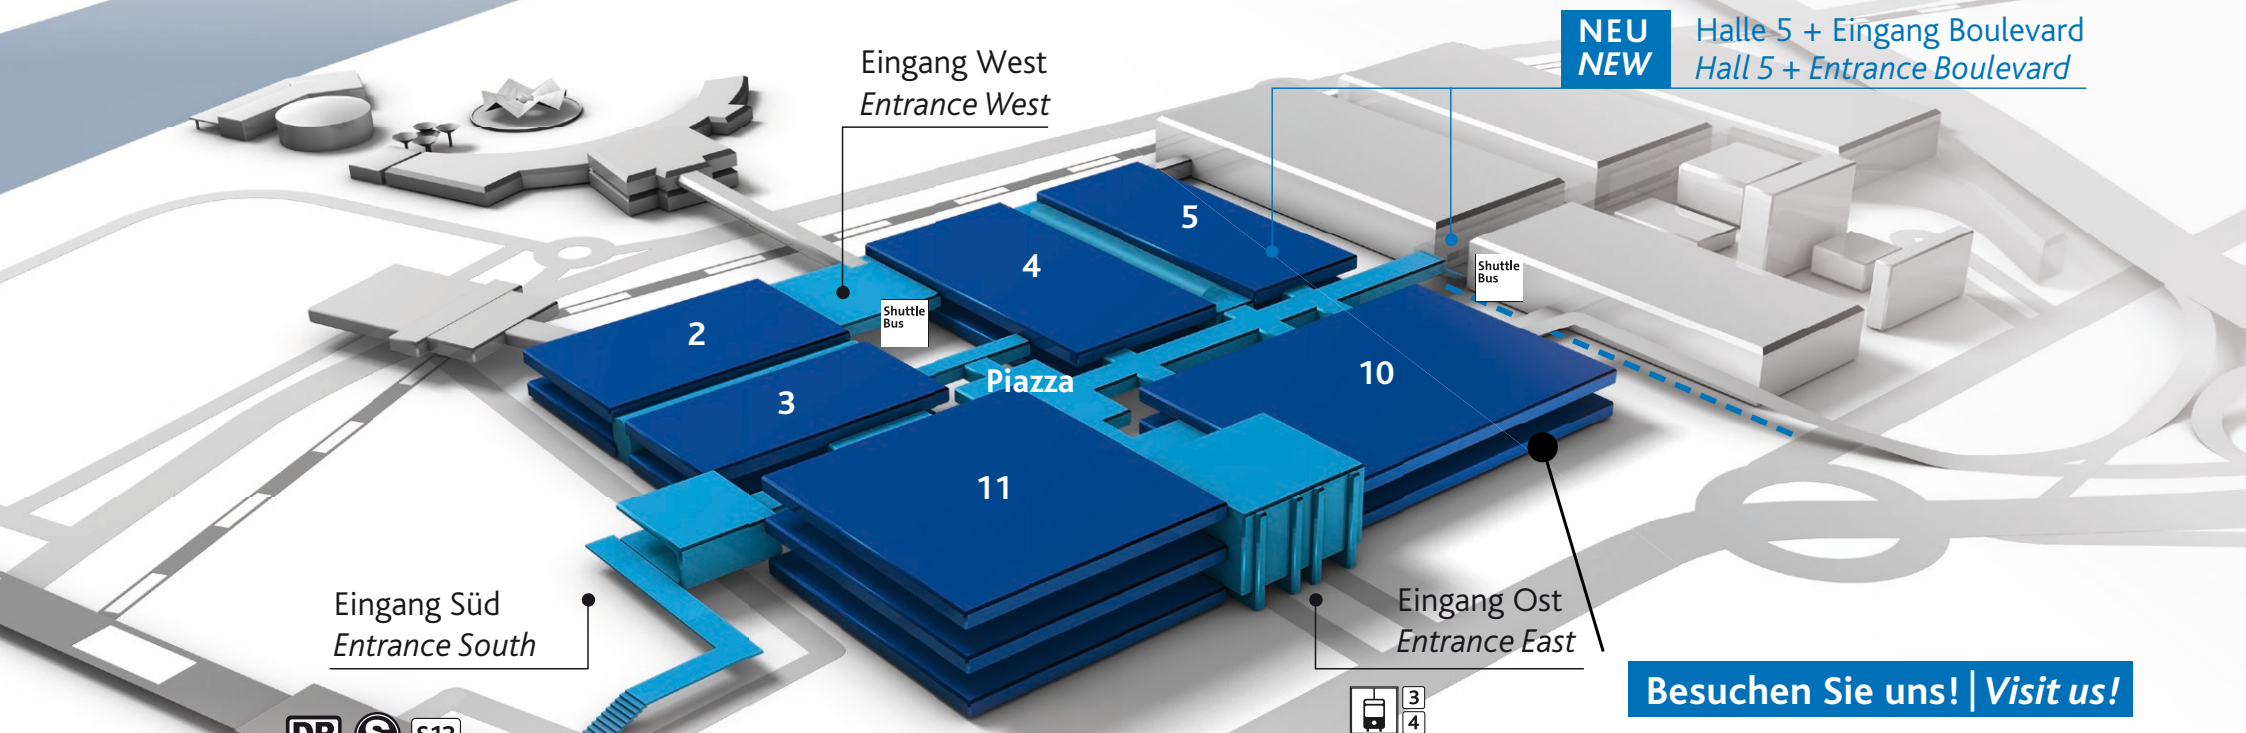 NEU
NEW
Halle 5 + Eingang Boulevard
Hall 5 + Entrance Boulevard
Eingang West
Entrance West
5
4
Shuttle
Bus
Shuttle
Bus
2
Piazza
10
3
11
Eingang Süd
Entrance South
Eingang Ost
Entrance East
Besuchen Sie uns! | Visit us!
3
4
DB
S
S13